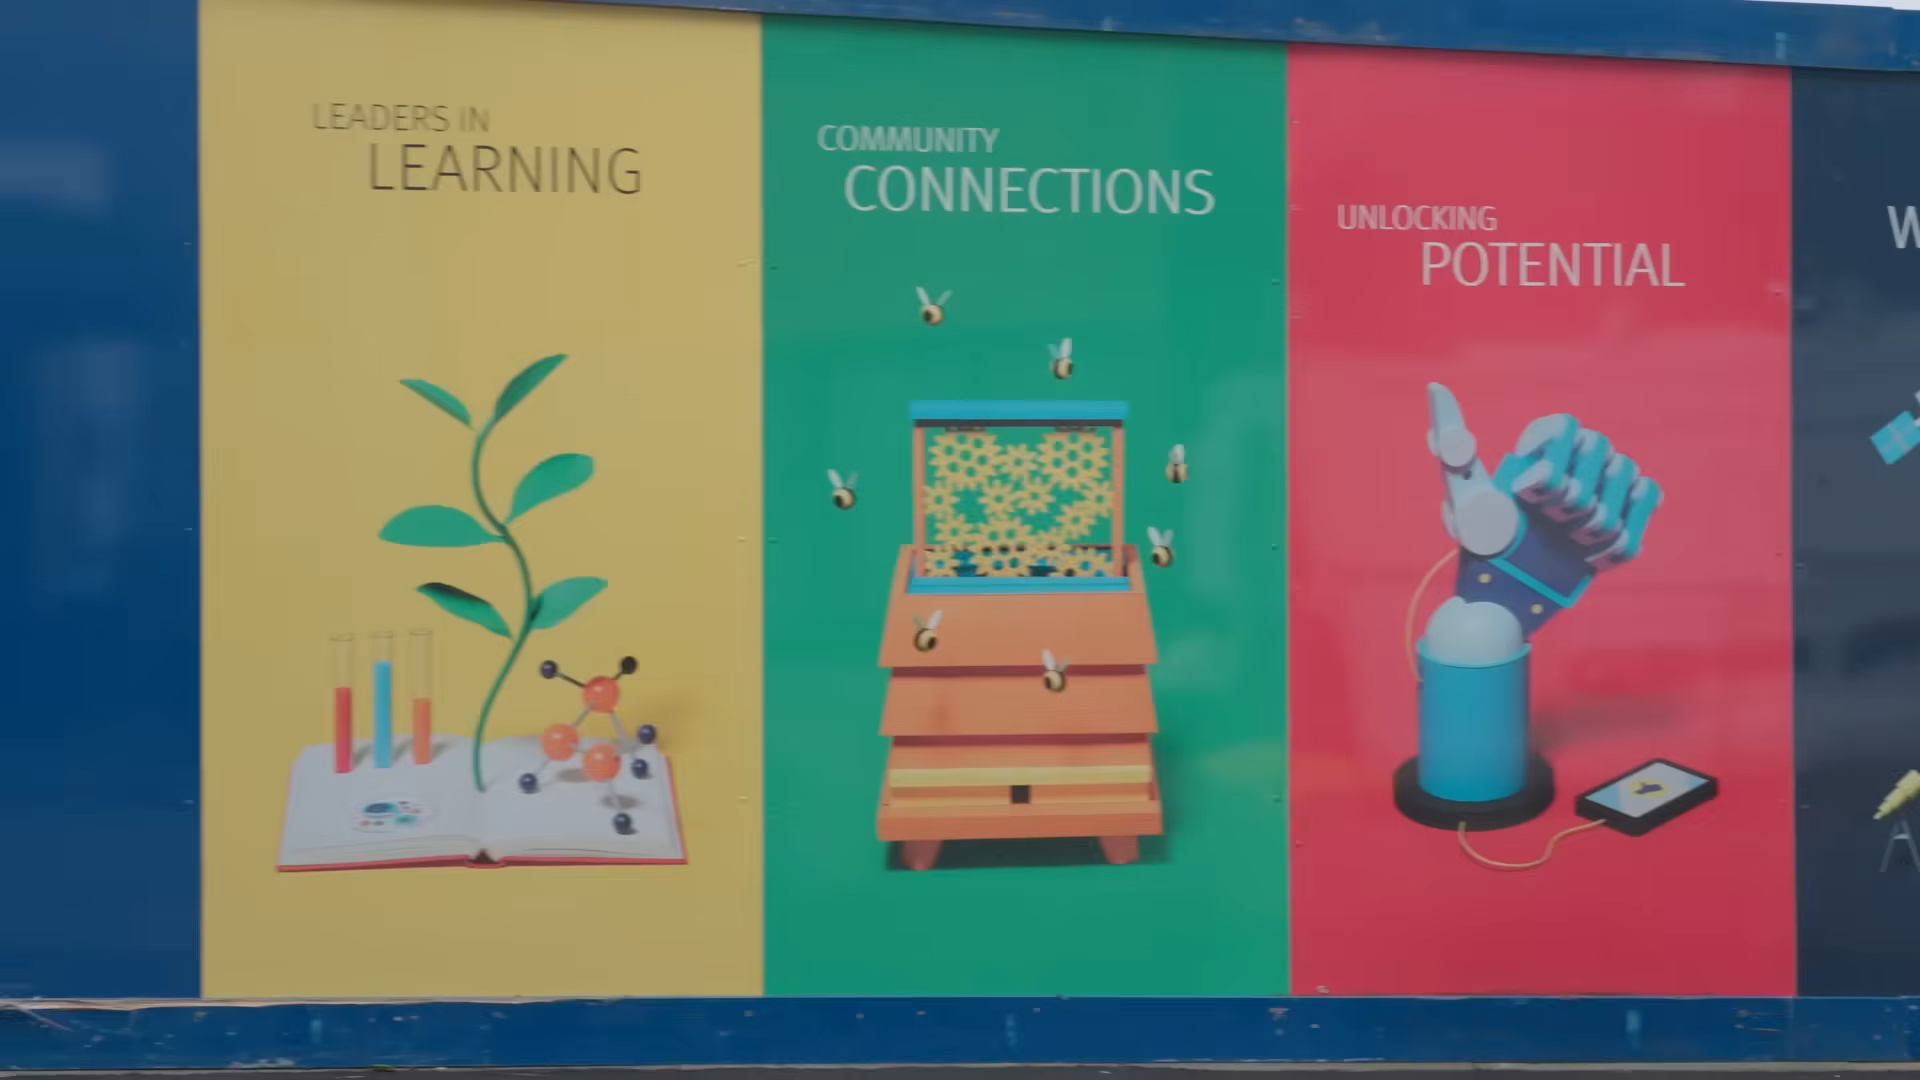 LEADERS IN
LEARNING
COMMUNITY
CONNECTIONS
UNLOCKING
POTENTIAL
W